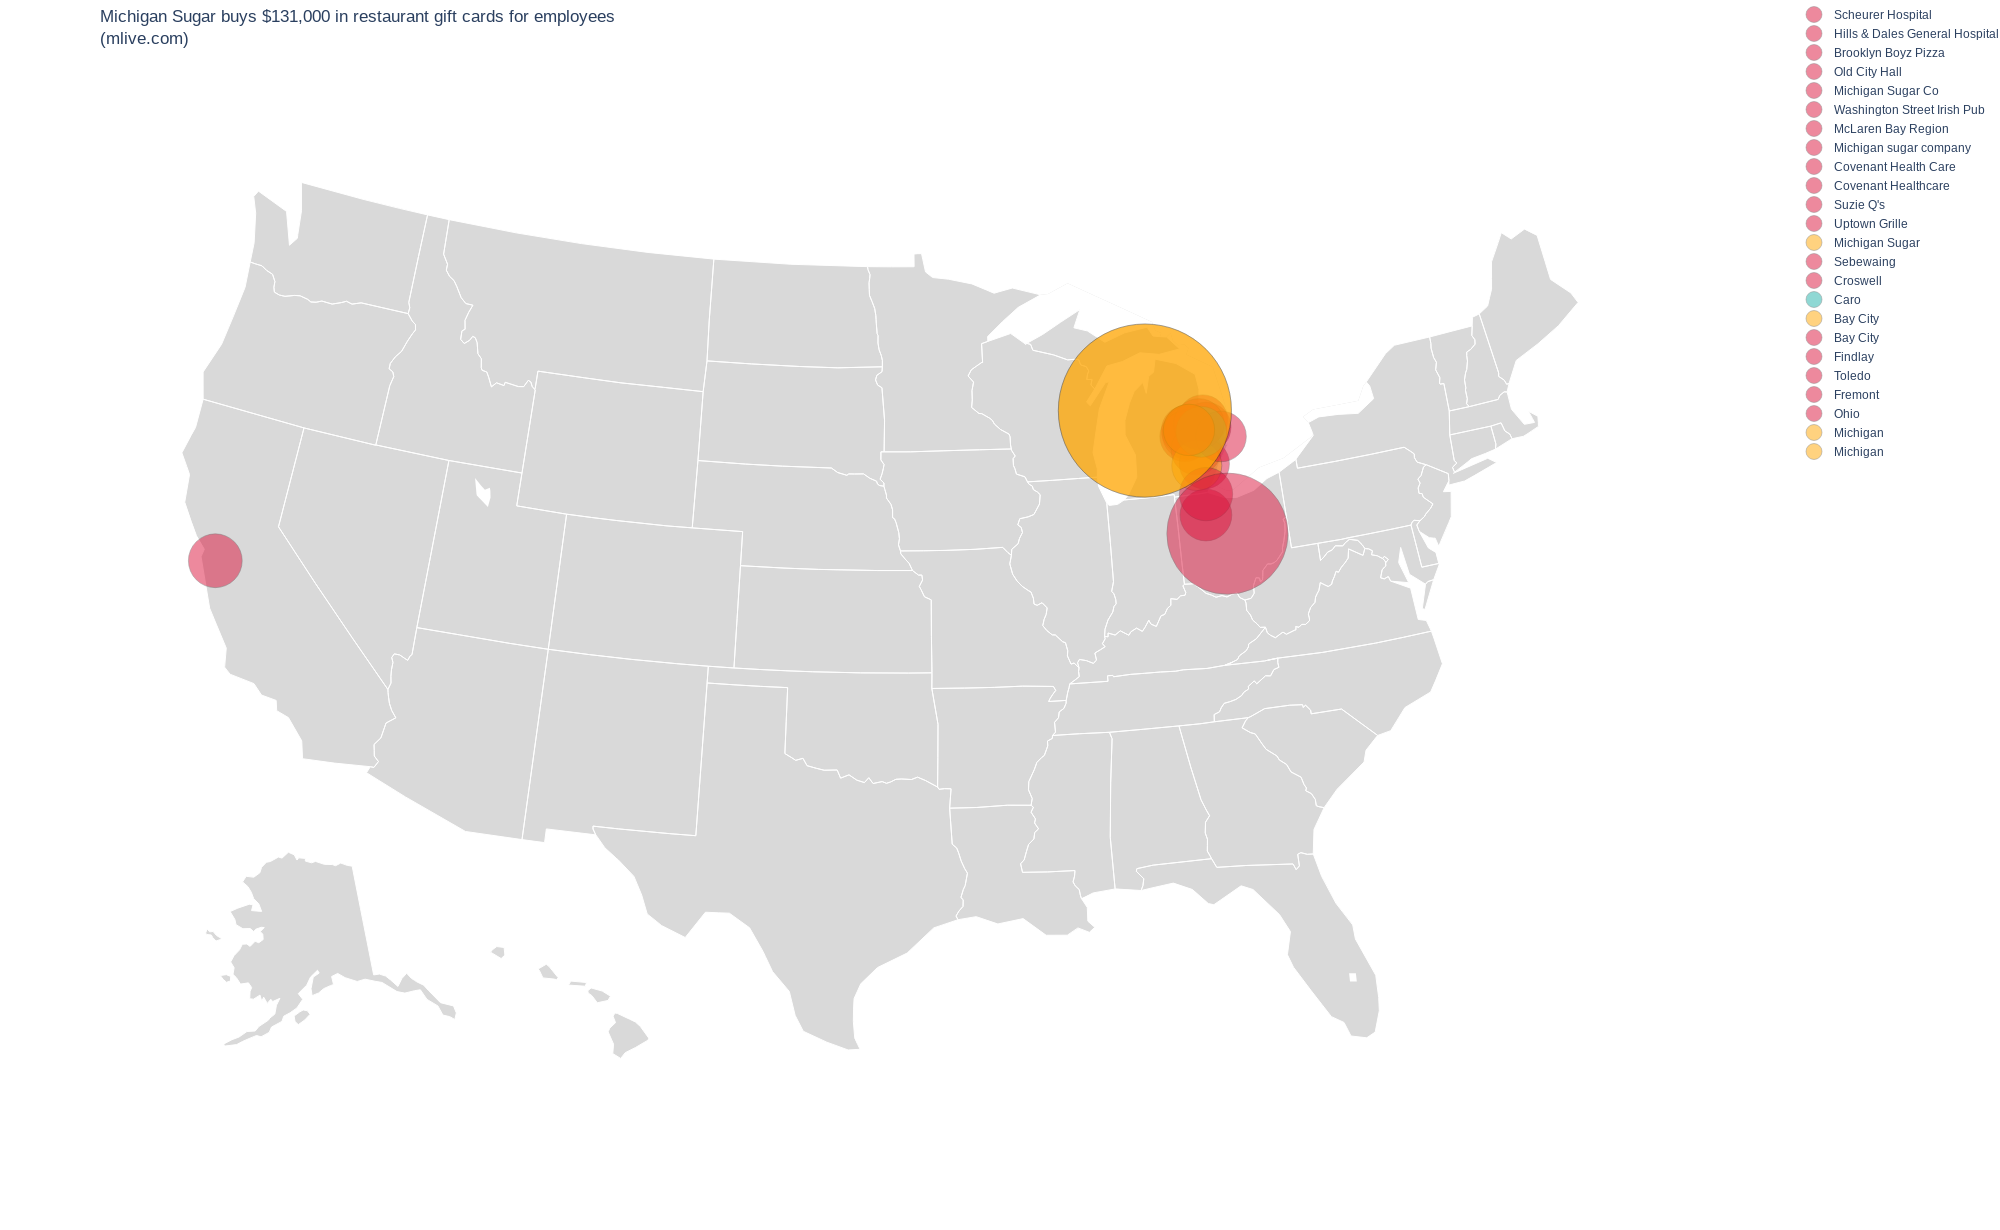 Michigan Sugar buys $131,000 in restaurant gift cards for employees
(mlive.com)
Scheurer Hospital
Hills & Dales General Hospital
Brooklyn Boyz Pizza
Old City Hall
Michigan Sugar Co
Washington Street Irish Pub
McLaren Bay Region
Michigan sugar company
Covenant Health Care
Covenant Healthcare
Suzie Q's
Uptown Grille
Michigan Sugar
Sebewaing
Croswell
Caro
Bay City
Bay City
Findlay
Toledo
Fremont
Ohio
Michigan
Michigan